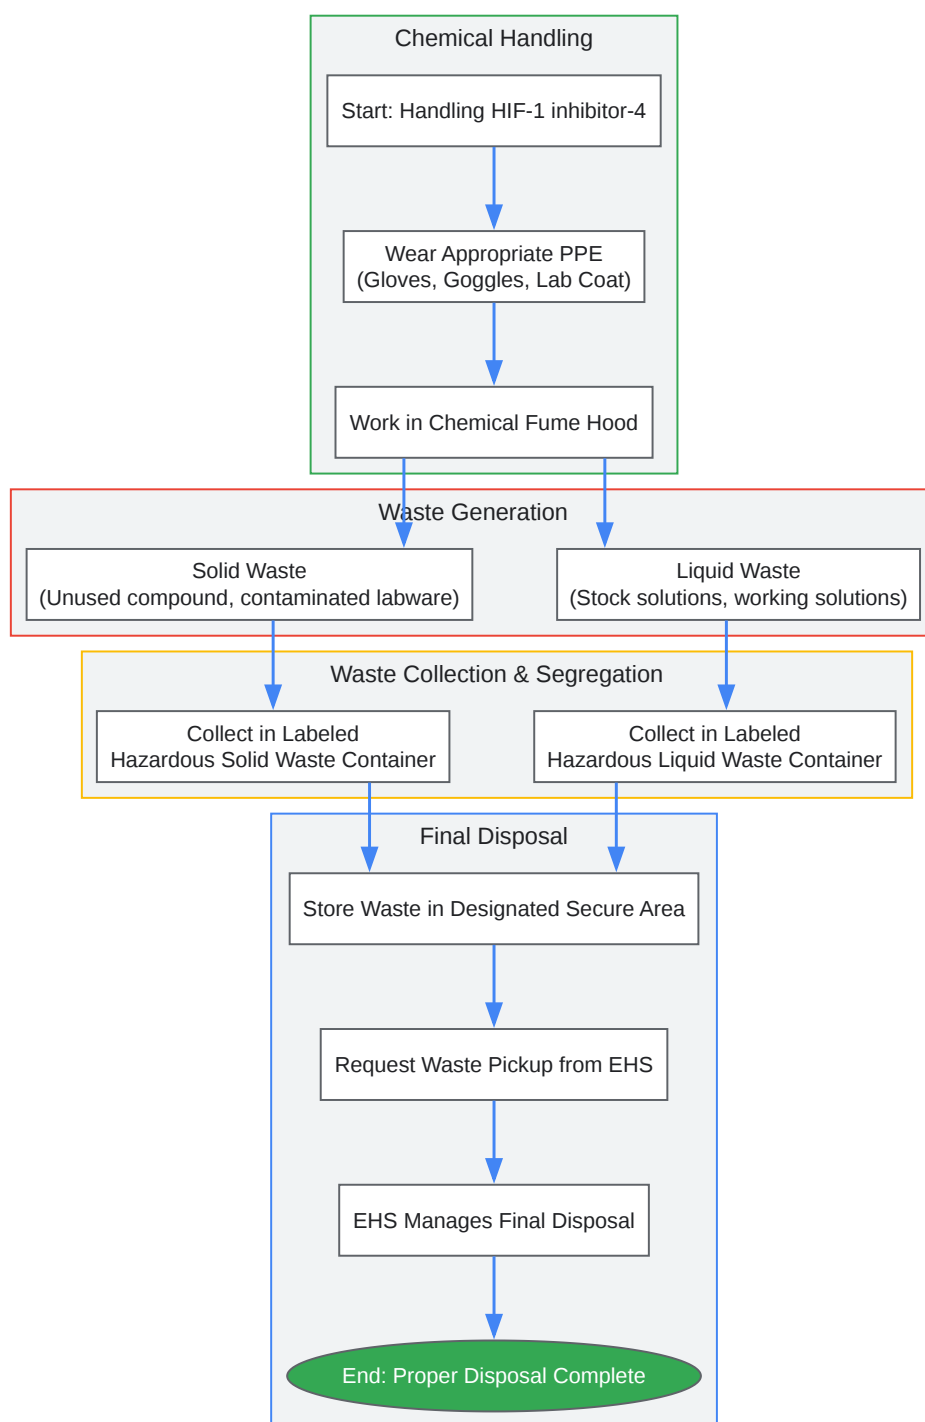 Chemical Handling
Start: Handling HIF-1 inhibitor-4
Wear Appropriate PPE
(Gloves, Goggles, Lab Coat)
Work in Chemical Fume Hood
Waste Generation
Solid Waste
(Unused compound, contaminated labware)
Liquid Waste
(Stock solutions, working solutions)
Waste Collection & Segregation
Collect in Labeled
Hazardous Solid Waste Container
Collect in Labeled
Hazardous Liquid Waste Container
Final Disposal
Store Waste in Designated Secure Area
Request Waste Pickup from EHS
EHS Manages Final Disposal
End: Proper Disposal Complete